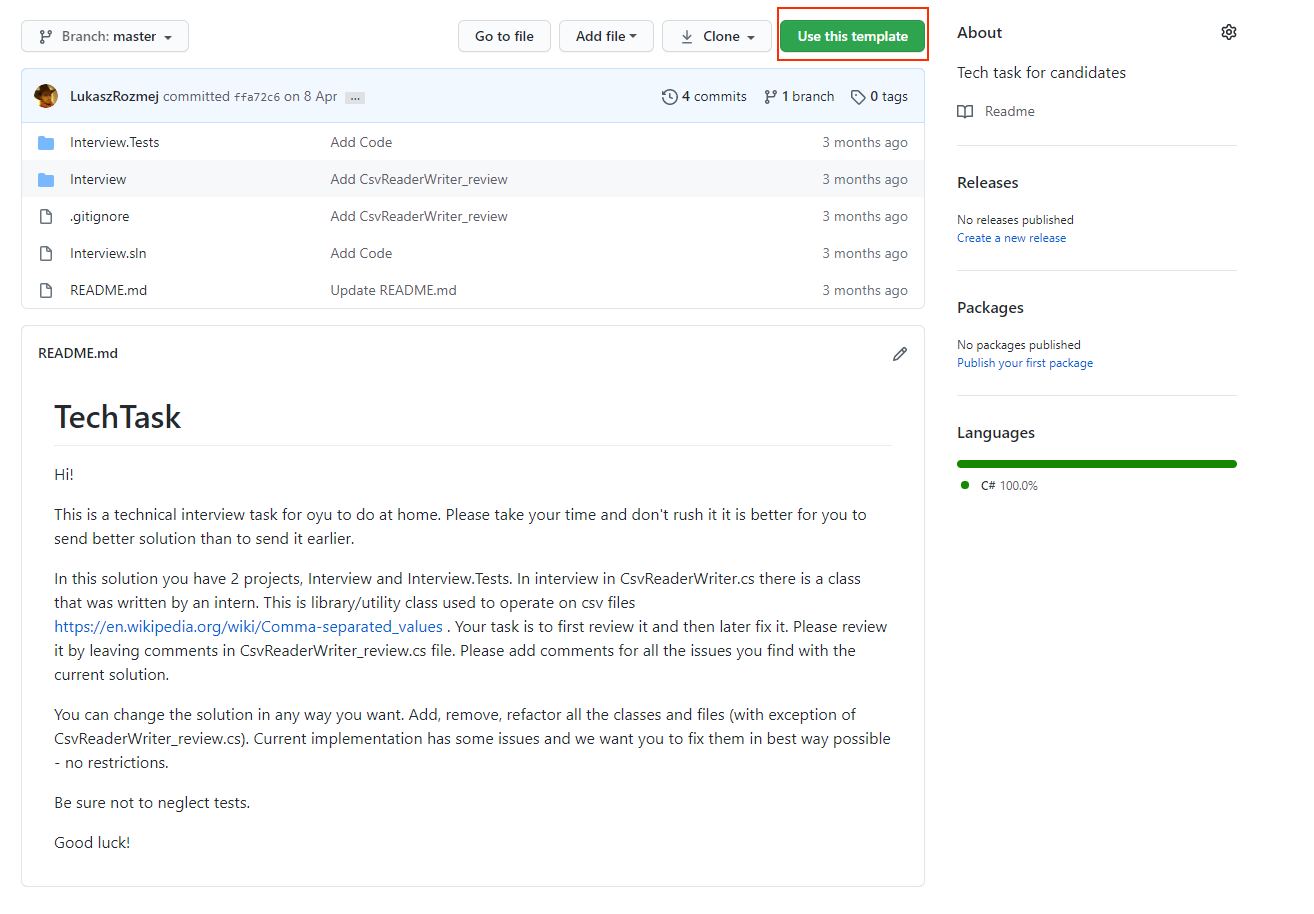 Branch: master
Go to file
Add file
Clone
Use this template
LukaszRozmej committed ffa72c6 on 8 Apr ...
4 commits
1 branch
0 tags
Interview.Tests Add Code 3 months ago
Interview Add CsvReaderWriter_review 3 months ago
.gitignore Add CsvReaderWriter_review 3 months ago
Interview.sln Add Code 3 months ago
README.md Update README.md 3 months ago
README.md
TechTask
Hi!
This is a technical interview task for oyu to do at home. Please take your time and don't rush it it is better for you to
send better solution than to send it earlier.
In this solution you have 2 projects, Interview and Interview.Tests. In interview in CsvReaderWriter.cs there is a class
that was written by an intern. This is library/utility class used to operate on csv files
https://en.wikipedia.org/wiki/Comma-separated_values . Your task is to first review it and then later fix it. Please review
it by leaving comments in CsvReaderWriter_review.cs file. Please add comments for all the issues you find with the
current solution.
You can change the solution in any way you want. Add, remove, refactor all the classes and files (with exception of
CsvReaderWriter_review.cs). Current implementation has some issues and we want you to fix them in best way possible
- no restrictions.
Be sure not to neglect tests.
Good luck!
About
Tech task for candidates
Readme
Releases
No releases published
Create a new release
Packages
No packages published
Publish your first package
Languages
C# 100.0%